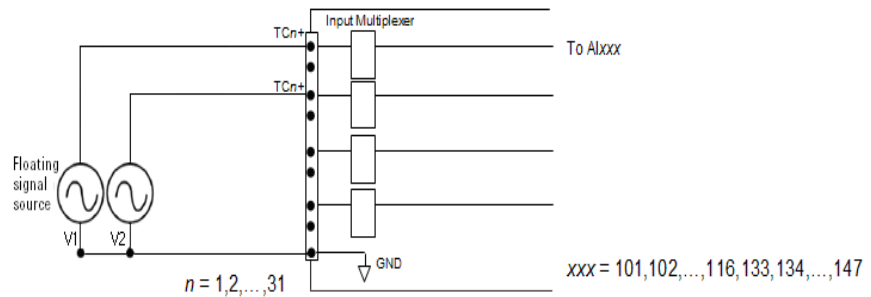 Input Multiplexer
TCn+
To AIxxx
TCn+
Floating
signal
source
V1
V2
GND
n = 1,2,...,31
xxx = 101,102,...,116,133,134,...,147